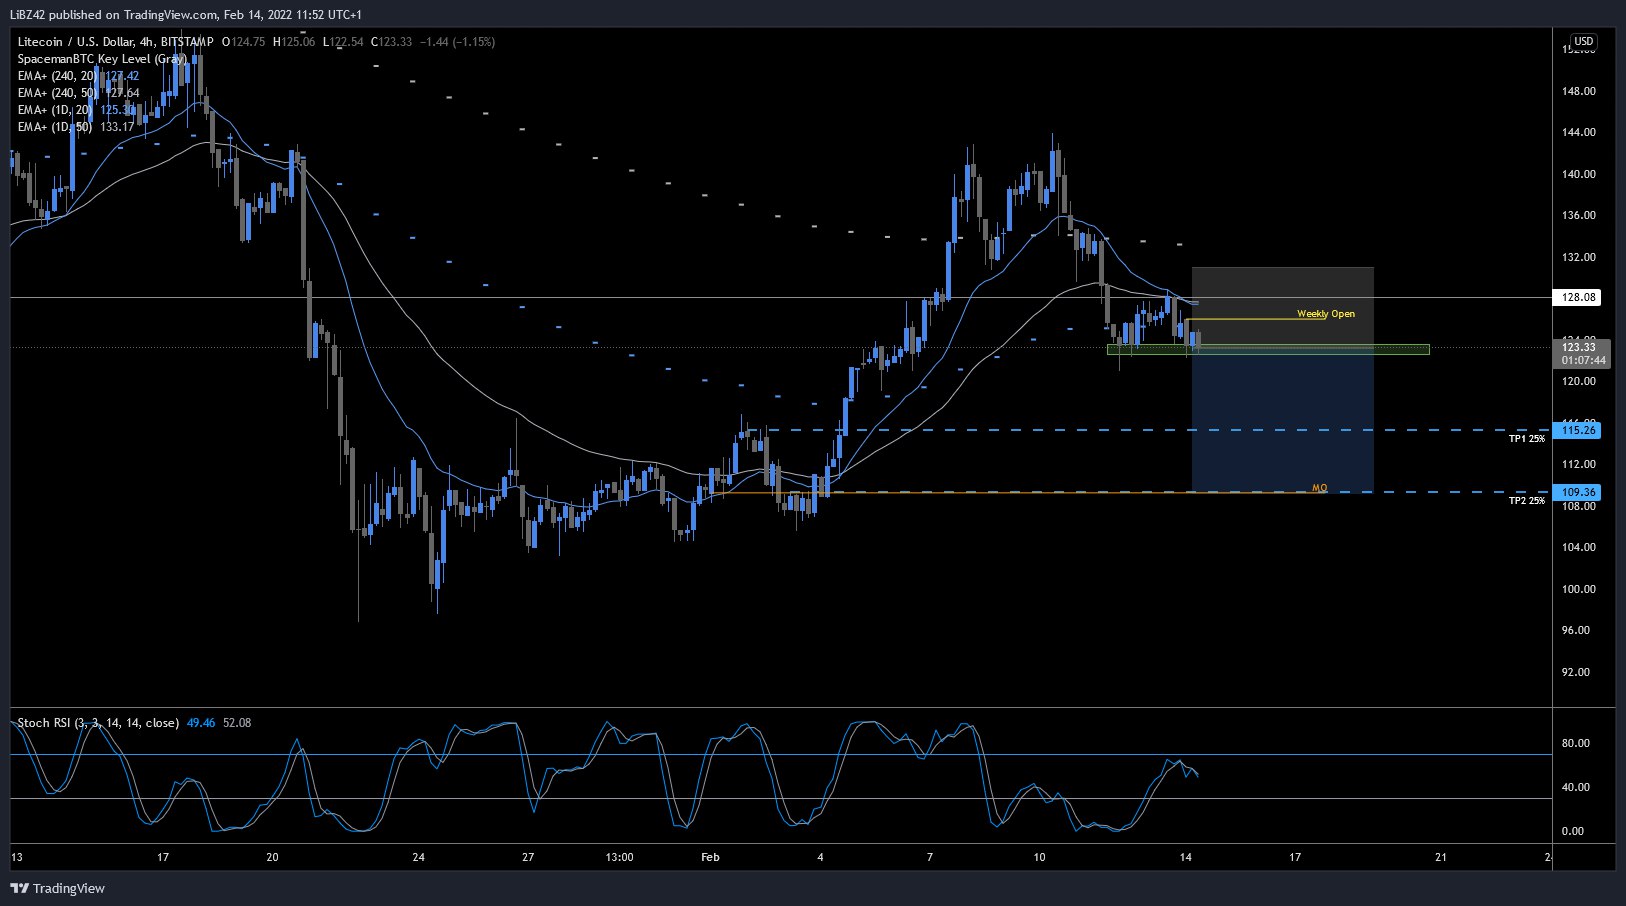 LiBZ42 published on TradingView.com, Feb 14, 2022 11:52 UTC+1
Litecoin / U.S. Dollar, 4h, BITSTAMP O124.75 H125.06 L122.54 C123.33 −1.44 (−1.15%)
USD
SpacemanBTC Key Level (Gray)
EMA+ (240, 20) 127.42
EMA+ (240, 50) 127.64
EMA+ (1D, 20)
EMA+ (1D, 50) 133.17
148.00
144.00
140.00
136.00
132.00
128.08
Weekly Open
123.33
01:07:44
120.00
115.26
TP1 25%
112.00
MO
109.36
TP2 25%
108.00
104.00
100.00
96.00
92.00
Stoch RSI (3, 3, 14, 14, close) 49.46 52.08
80.00
40.00
0.00
13 17 20 24 27 13:00 Feb 4 7 10 14 17 21
TradingView